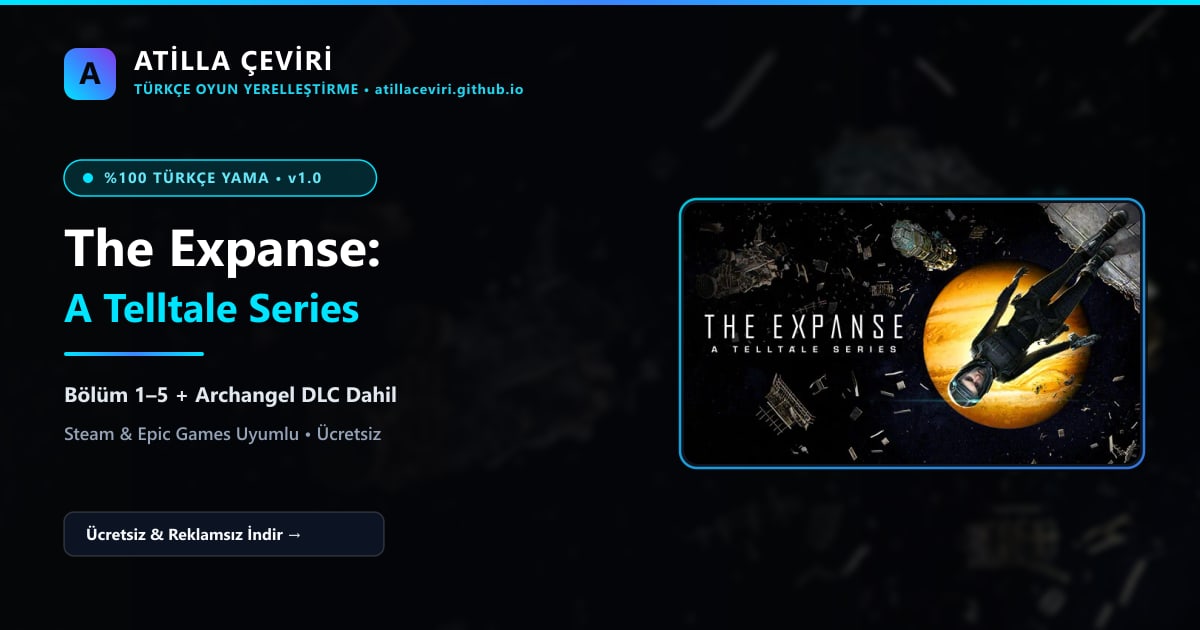 A
ATİLLA ÇEVİRİ
TÜRKÇE OYUN YERELLEŞTİRME • atillaceviri.github.io
%100 TÜRKÇE YAMA • v1.0
The Expanse:
A Telltale Series
Bölüm 1–5 + Archangel DLC Dahil
Steam & Epic Games Uyumlu • Ücretsiz
Ücretsiz & Reklamsız İndir →
THE EXPANSE
A TELLTALE SERIES